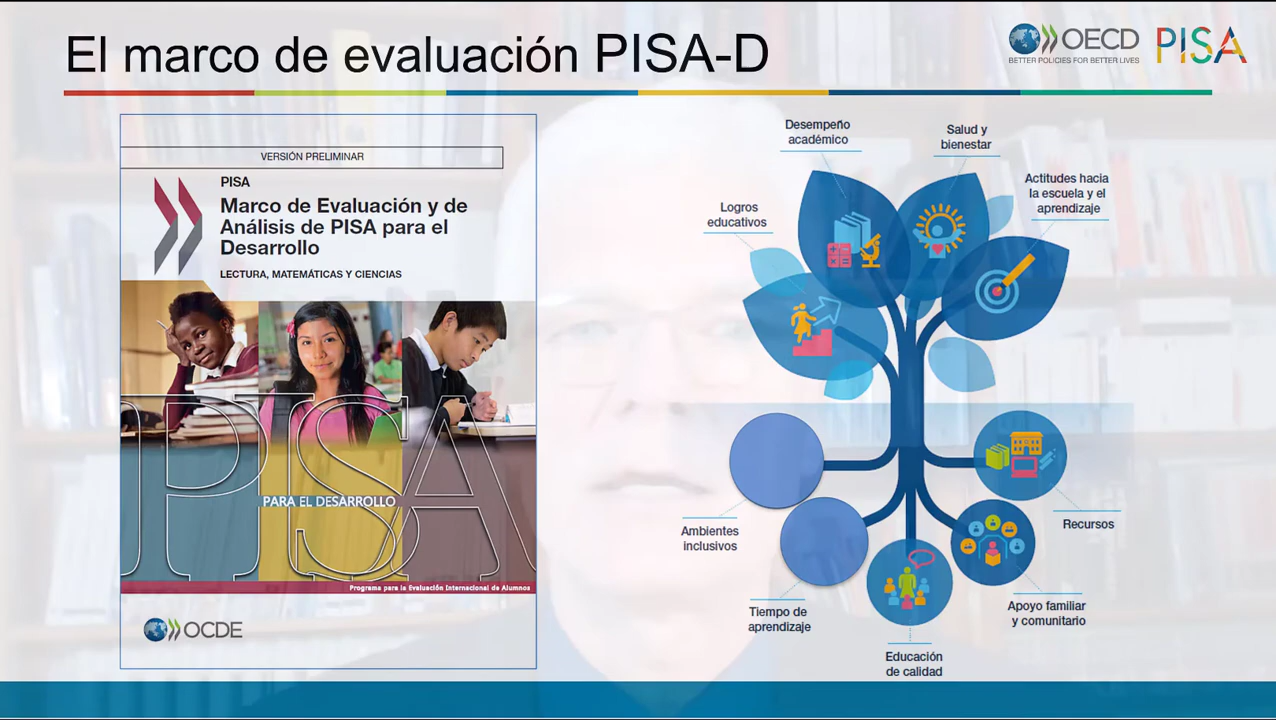 El marco de evaluación PISA-D
OECD
BETTER POLICIES FOR BETTER LIVES
PISA
VERSIÓN PRELIMINAR
PISA
Marco de Evaluación y de
Análisis de PISA para el
Desarrollo
LECTURA, MATEMÁTICAS Y CIENCIAS
PISA
PARA EL DESARROLLO
Programa para la Evaluación Internacional de Alumnos
OCDE
Desempeño
académico
Salud y
bienestar
Actitudes hacia
la escuela y el
aprendizaje
Logros
educativos
Ambientes
inclusivos
Recursos
Tiempo de
aprendizaje
Apoyo familiar
y comunitario
Educación
de calidad